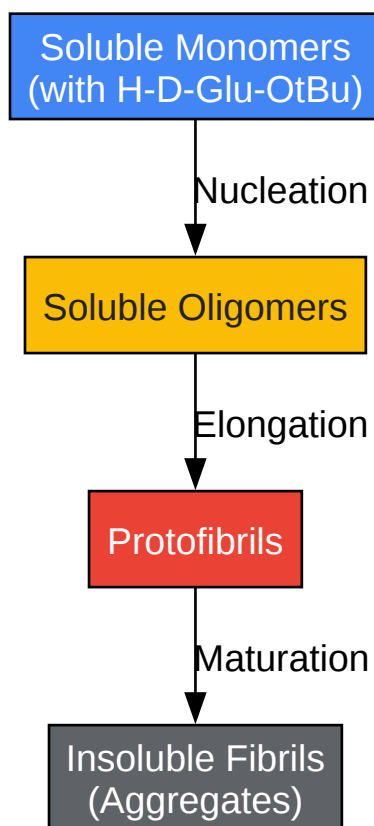 Soluble Monomers
(with H-D-Glu-OtBu)
Nucleation
Soluble Oligomers
Elongation
Protofibrils
Maturation
Insoluble Fibrils
(Aggregates)